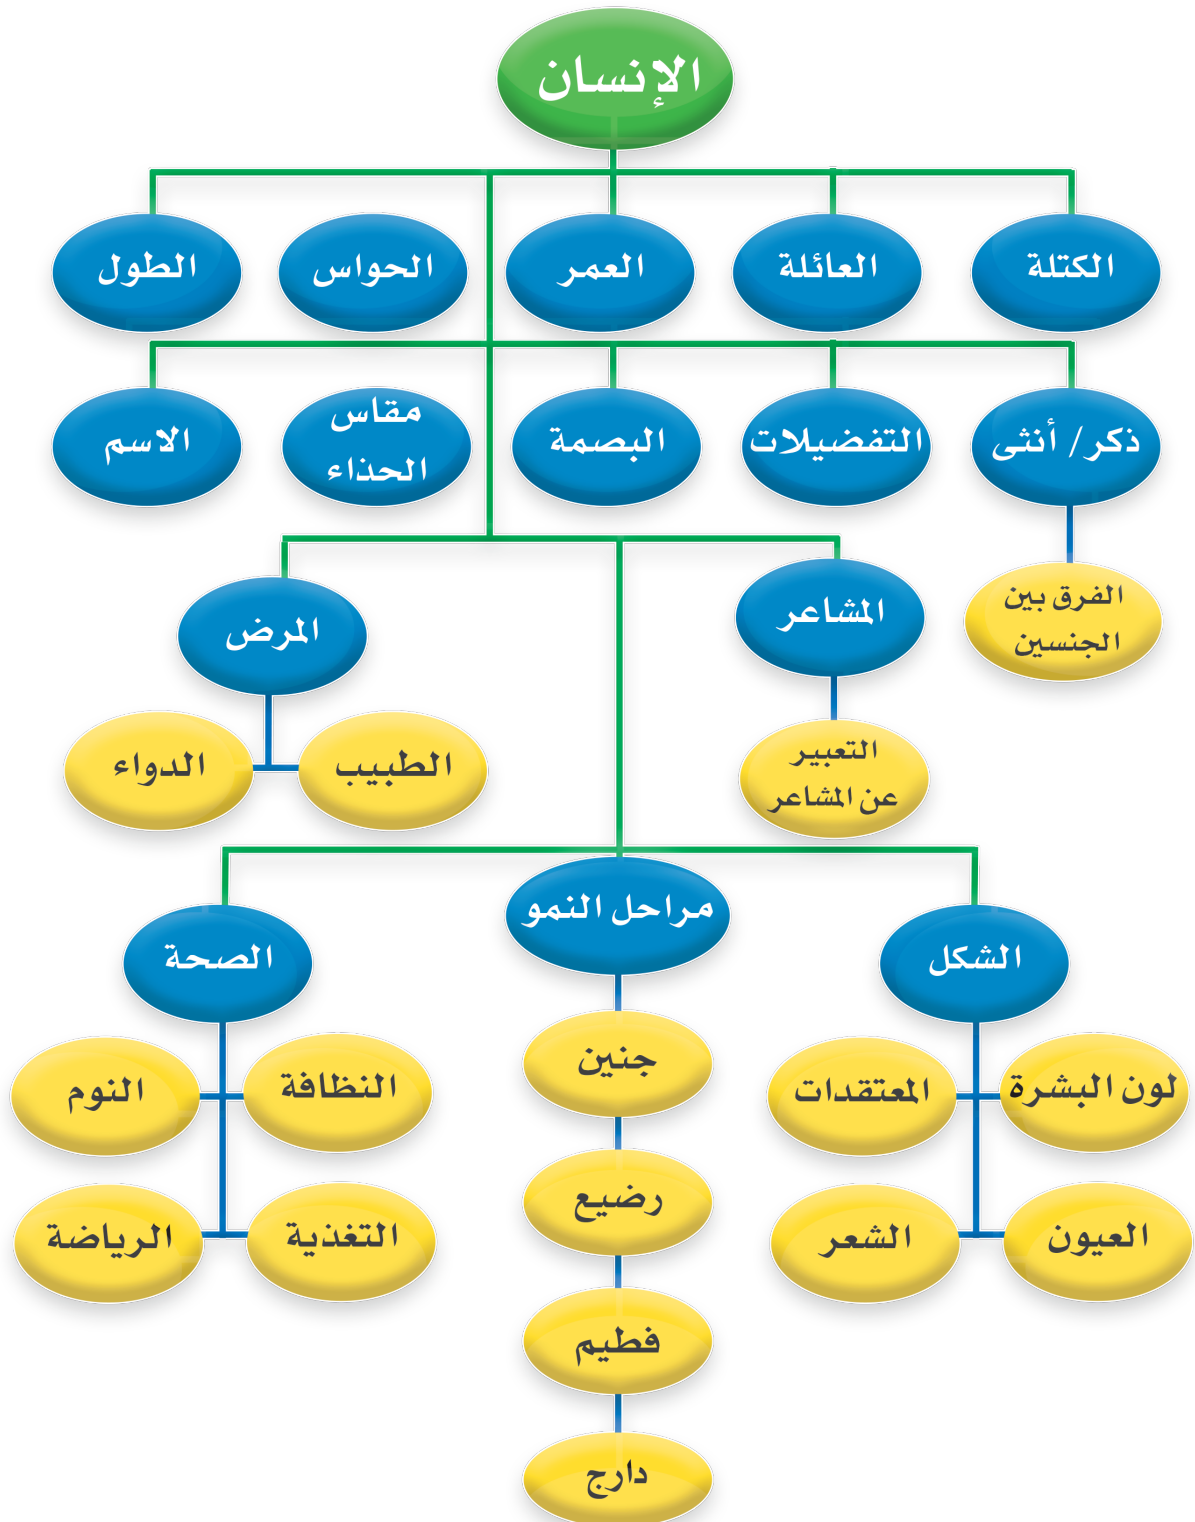 الإنسان
الكتلة
العائلة
العمر
الحواس
الطول
ذكر/ أنثى
التفضيلات
البصمة
مقاس
الحذاء
الاسم
الفرق بين
الجنسين
المشاعر
المرض
التعبير
عن المشاعر
الطبيب
الدواء
الشكل
مراحل النمو
الصحة
لون البشرة
المعتقدات
العيون
الشعر
جنين
رضيع
فطيم
دارج
النظافة
النوم
التغذية
الرياضة